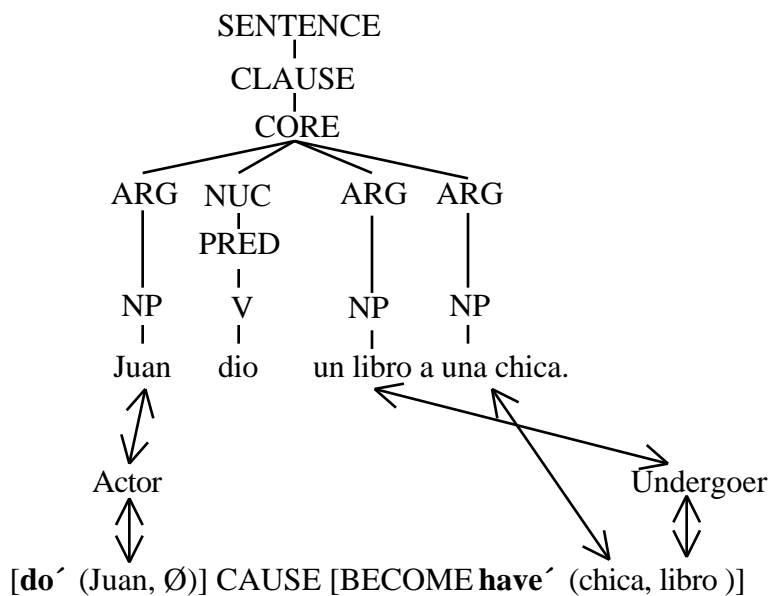 SENTENCE
CLAUSE
CORE
ARG NUC ARG ARG
PRED
NP V NP NP
Juan dio un libro a una chica.
Actor Undergoer
[do´ (Juan, Ø)] CAUSE [BECOME have´ (chica, libro )]